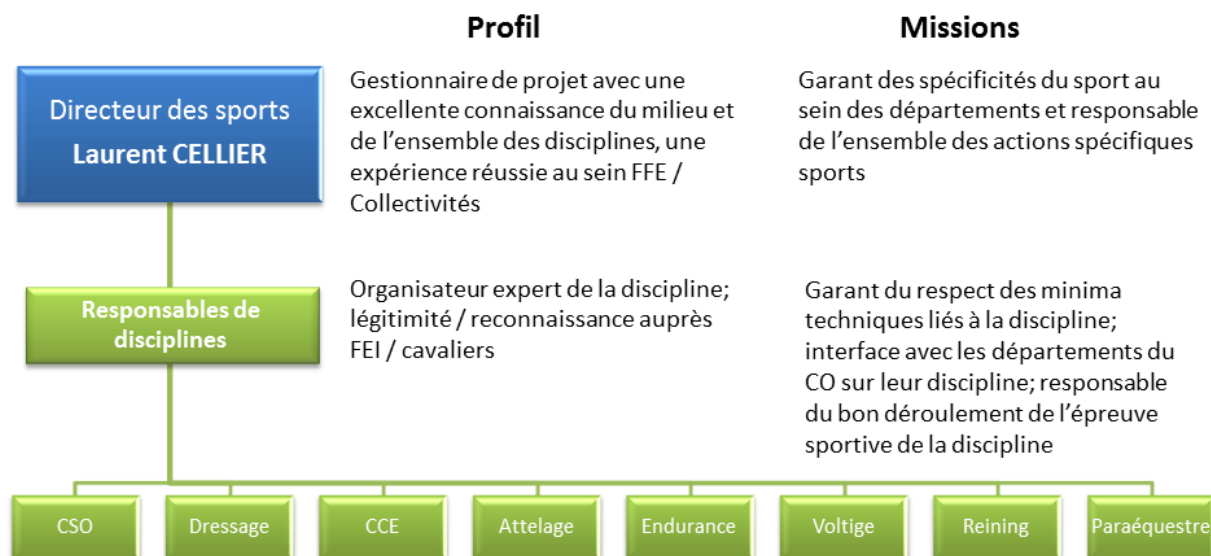 Profil
Missions
Directeur des sports
Laurent CELLIER
Gestionnaire de projet avec une
excellente connaissance du milieu et
de l’ensemble des disciplines, une
expérience réussie au sein FFE /
Collectivités
Garant des spécificités du sport au
sein des départements et responsable
de l’ensemble des actions spécifiques
sports
Responsables de
disciplines
Organisateur expert de la discipline;
légitimité / reconnaissance auprès
FEI / cavaliers
Garant du respect des minima
techniques liés à la discipline;
interface avec les départements du
CO sur leur discipline; responsable
du bon déroulement de l’épreuve
sportive de la discipline
CSO
Dressage
CCE
Attelage
Endurance
Voltige
Reining
Paraéquestre